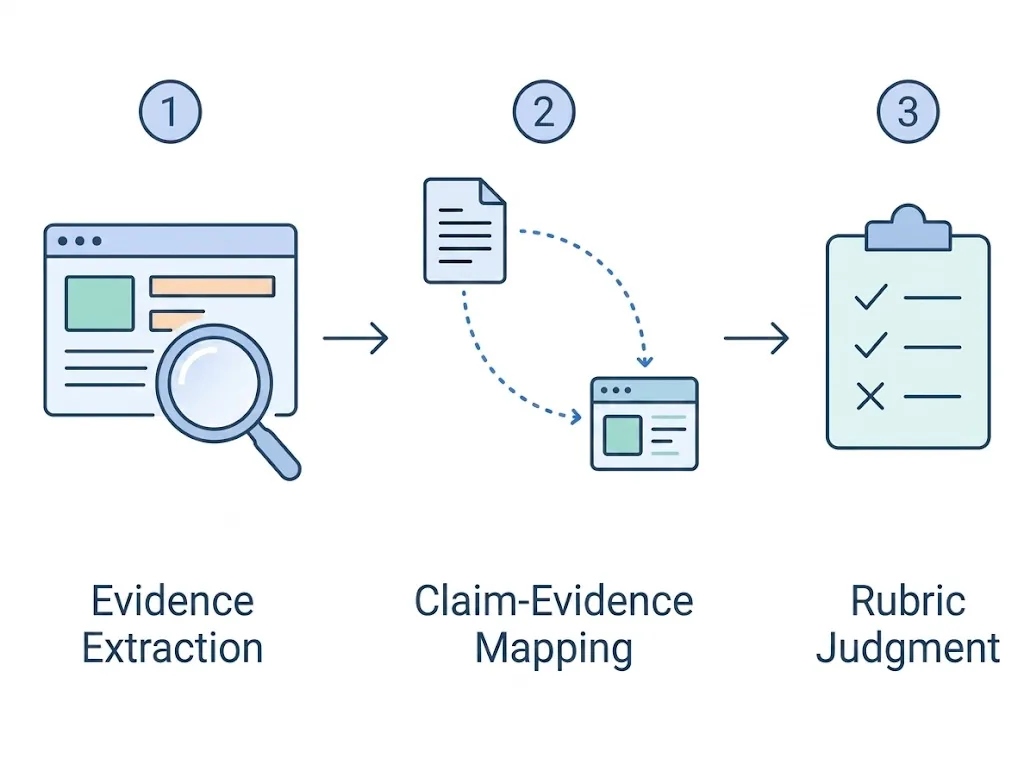 1
2
3
Evidence
Extraction
Claim-Evidence
Mapping
Rubric
Judgment